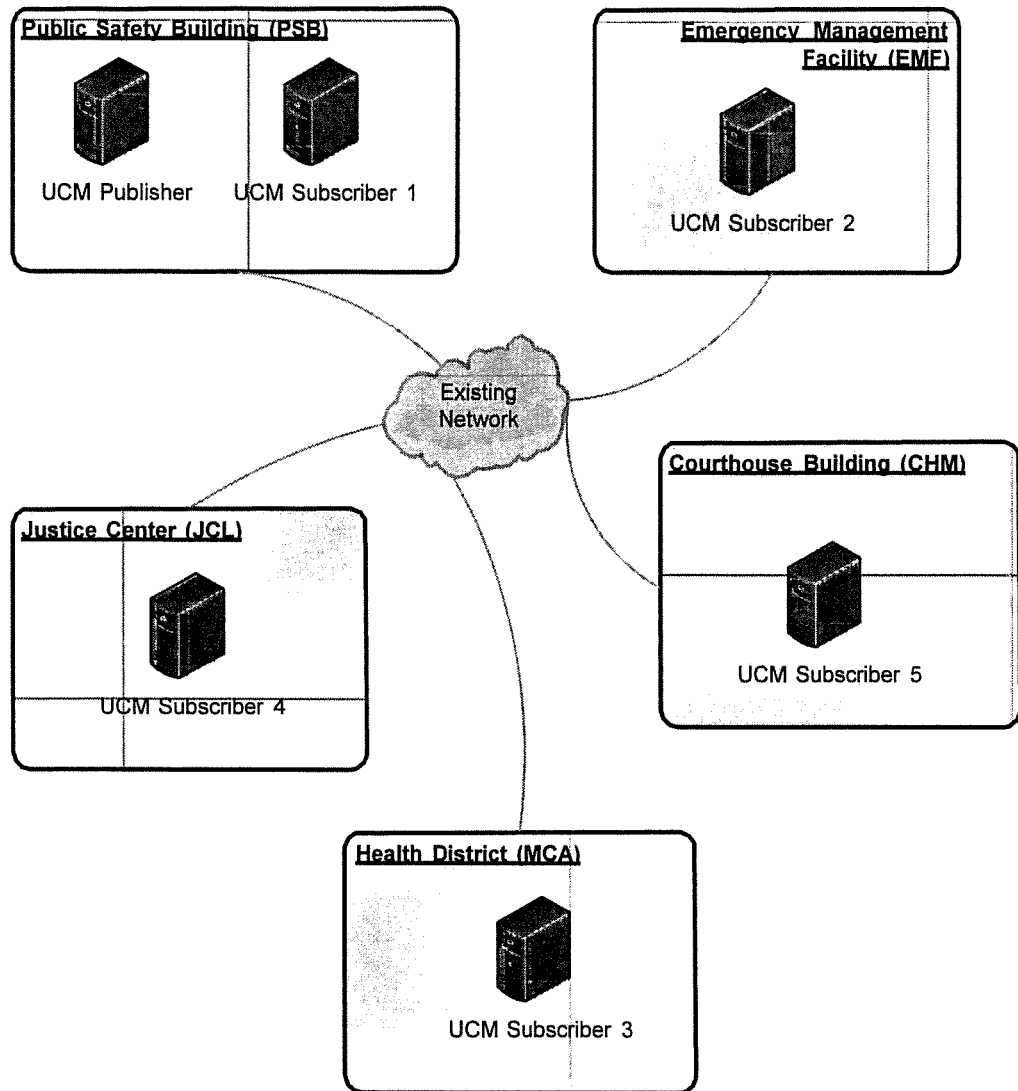 Public Safety Building (PSB)
UCM Publisher
UCM Subscriber 1
Emergency Management
Facility (EMF)
UCM Subscriber 2
Existing
Network
Courthouse Building (CHM)
UCM Subscriber 5
Justice Center (JCL)
UCM Subscriber 4
Health District (MCA)
UCM Subscriber 3